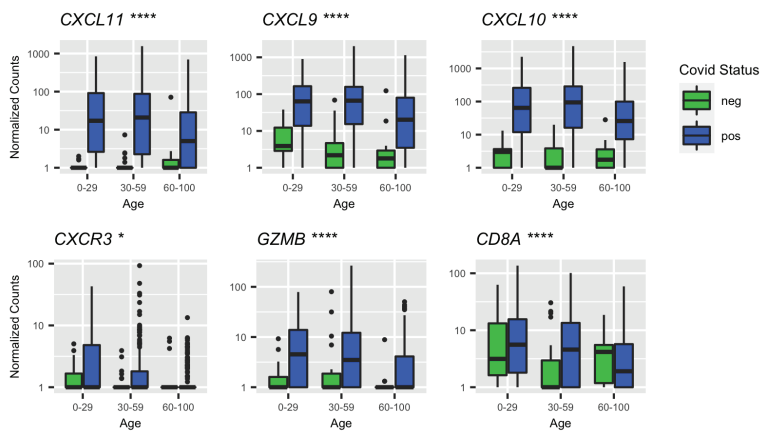 CXCL11 ****
CXCL9 ****
CXCL10 ****
Normalized Counts
1000
100
10
1
0-29 30-59 60-100
Age
1000
100
10
1
0-29 30-59 60-100
Age
1000
100
10
1
0-29 30-59 60-100
Age
Covid Status
neg
pos
CXCR3 *
GZMB ****
CD8A ****
Normalized Counts
100
10
1
0-29 30-59 60-100
Age
100
10
1
0-29 30-59 60-100
Age
100
10
1
0-29 30-59 60-100
Age